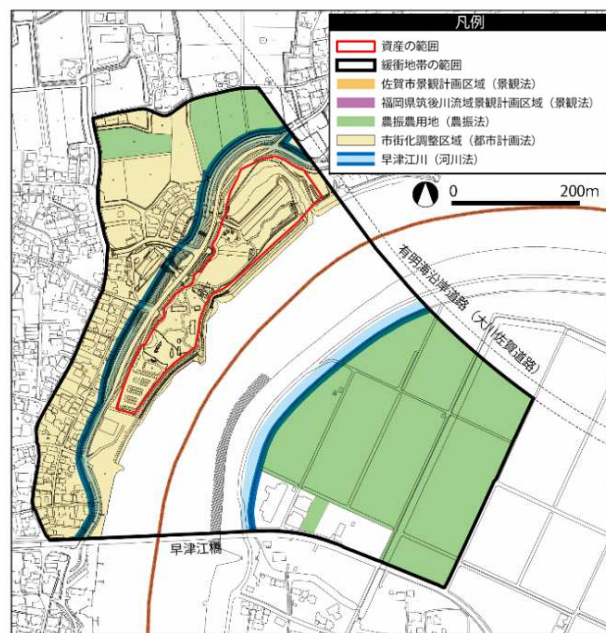 凡例
資産の範囲
緩衝地帯の範囲
佐賀市景観計画区域（景観法）
福岡県筑後川流域景観計画区域（景観法）
農振農用地（農振法）
市街化調整区域（都市計画法）
早津江川（河川法）
0 200m
有明海沿岸道路（大川佐賀道路）
早津江橋